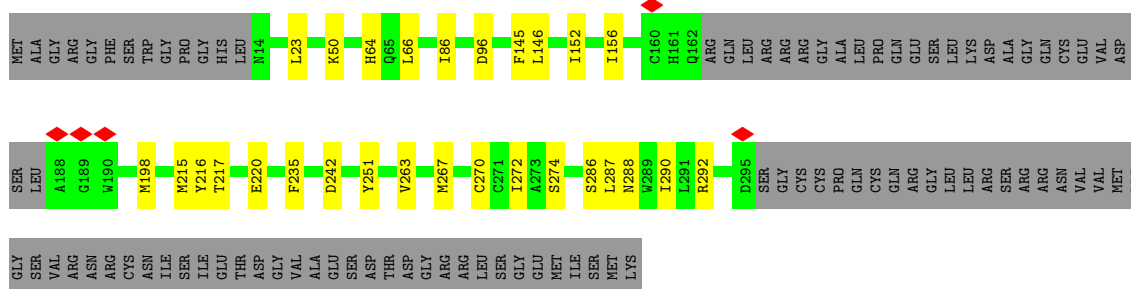 MET ALA GLY ARG GLY PHE SER TRP GLY PRO GLY HIS LEU N14 L23 K50 H64 Q65 L66 I86 D96 F145 L146 I152 I156 C160 H161 Q162 ARG GLN LEU ARG ARG ARG GLY ALA LEU PRO GLN GLU SER LEU LYS ASP ALA GLY GLN CYS GLU VAL ASP
SER LEU A188 G189 W190 M198 M215 Y216 T217 E220 F235 D242 Y251 V263 M267 C270 C271 I272 A273 S274 S286 L287 N288 W289 I290 L291 R292 D295 SER GLY CYS CYS PRO GLN CYS GLN ARG GLY LEU LEU ARG SER ARG ARG ASN VAL VAL MET
GLY SER VAL ARG ASN ARG CYS ASN ILE SER ILE GLU THR ASP GLY VAL ALA GLU SER ASP THR ASP GLY ARG ARG LEU SER GLY GLU MET ILE SER MET LYS